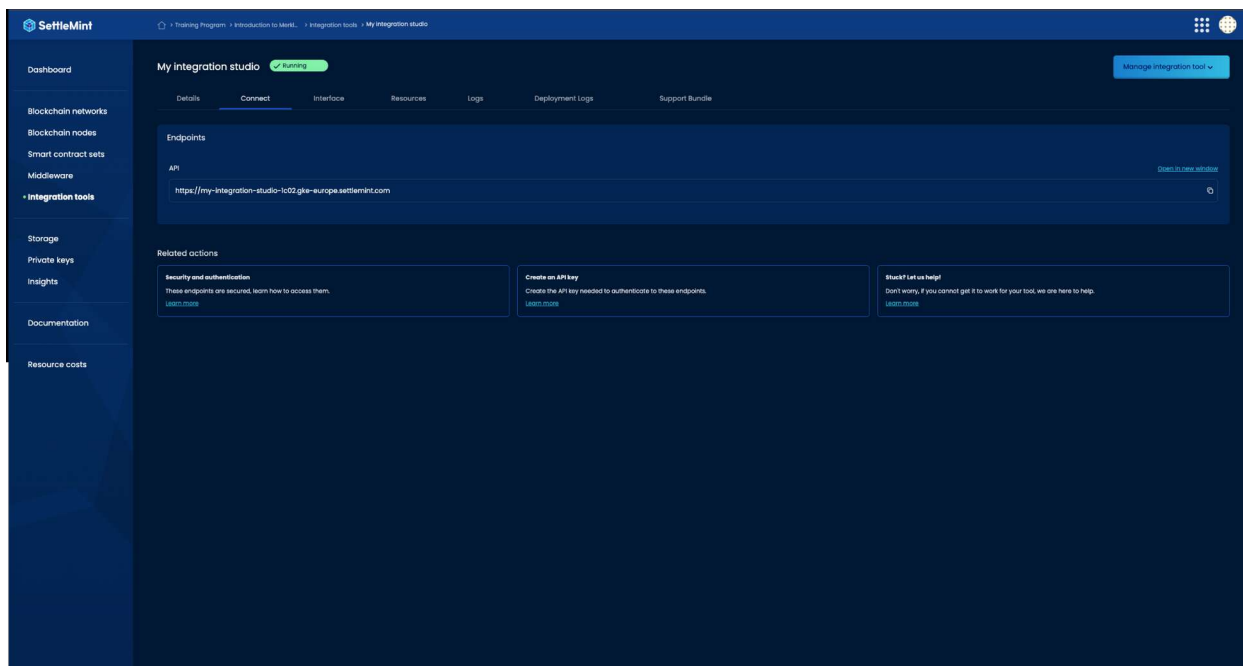 SettleMint
Training Program > Introduction to Merkl... > Integration tools > My integration studio
Dashboard
Blockchain networks
Blockchain nodes
Smart contract sets
Middleware
Integration tools
Storage
Private keys
Insights
Documentation
Resource costs
My integration studio Running
Manage integration tool
Details Connect Interface Resources Logs Deployment Logs Support Bundle
Endpoints
API Open in new window
https://my-integration-studio-1c02.gke-europe.settlemint.com
Related actions
Security and authentication
These endpoints are secured, learn how to access them.
Learn more
Create an API key
Create the API key needed to authenticate to these endpoints.
Learn more
Stuck? Let us help!
Don't worry, if you cannot get it to work for your tool, we are here to help.
Learn more